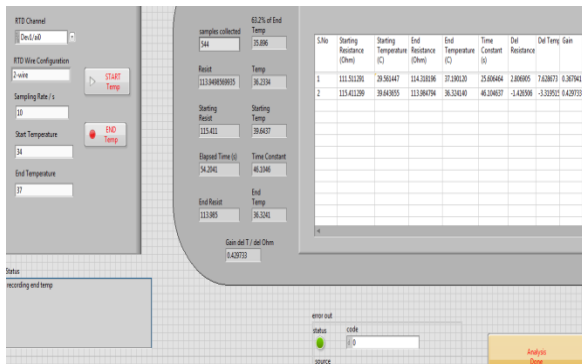 RTD Channel
Dev1/ai0
RTD Wire Configuration
2-wire
START
Temp
Sampling Rate / s
10
END
Temp
Start Temperature
34
End Temperature
37
Status
recording end temp
samples collected
544
63.2% of End
Temp
35.896
Resist
113.9498569935
Temp
36.2334
Starting
Resist
115.411
Starting
Temp
39.6437
Elapsed Time (s)
54.2041
Time Constant
46.1046
End Resist
113.985
End
Temp
36.3241
Gain del T / del Ohm
0.429733
S.No Starting Resistance (Ohm) Starting Temperature (C) End Resistance (Ohm) End Temperature (C) Time Constant (s) Del Resistance Del Temp Gain
1 111.511291 29.561447 114.318196 37.190120 25.606464 2.806905 7.628673 0.367941
2 115.411299 39.643655 113.984794 36.324140 46.104637 -1.426506 -3.319515 0.429733
error out
status
code
0
source
Analysis
Done